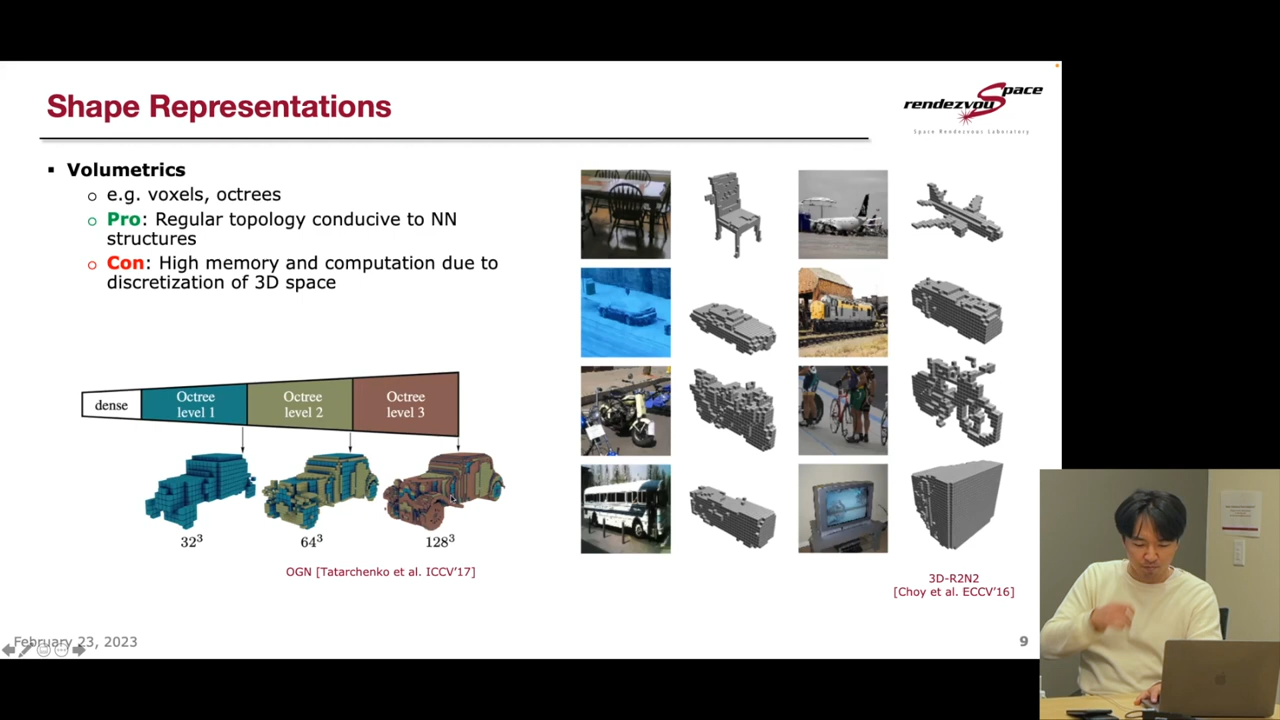 Shape Representations
rendezvouSpace
Space Rendezvous Laboratory
▪ Volumetrics
o e.g. voxels, octrees
o Pro: Regular topology conducive to NN
structures
o Con: High memory and computation due to
discretization of 3D space
dense
Octree
level 1
Octree
level 2
Octree
level 3
32³
64³
128³
OGN [Tatarchenko et al. ICCV'17]
3D-R2N2
[Choy et al. ECCV'16]
February 23, 2023
9